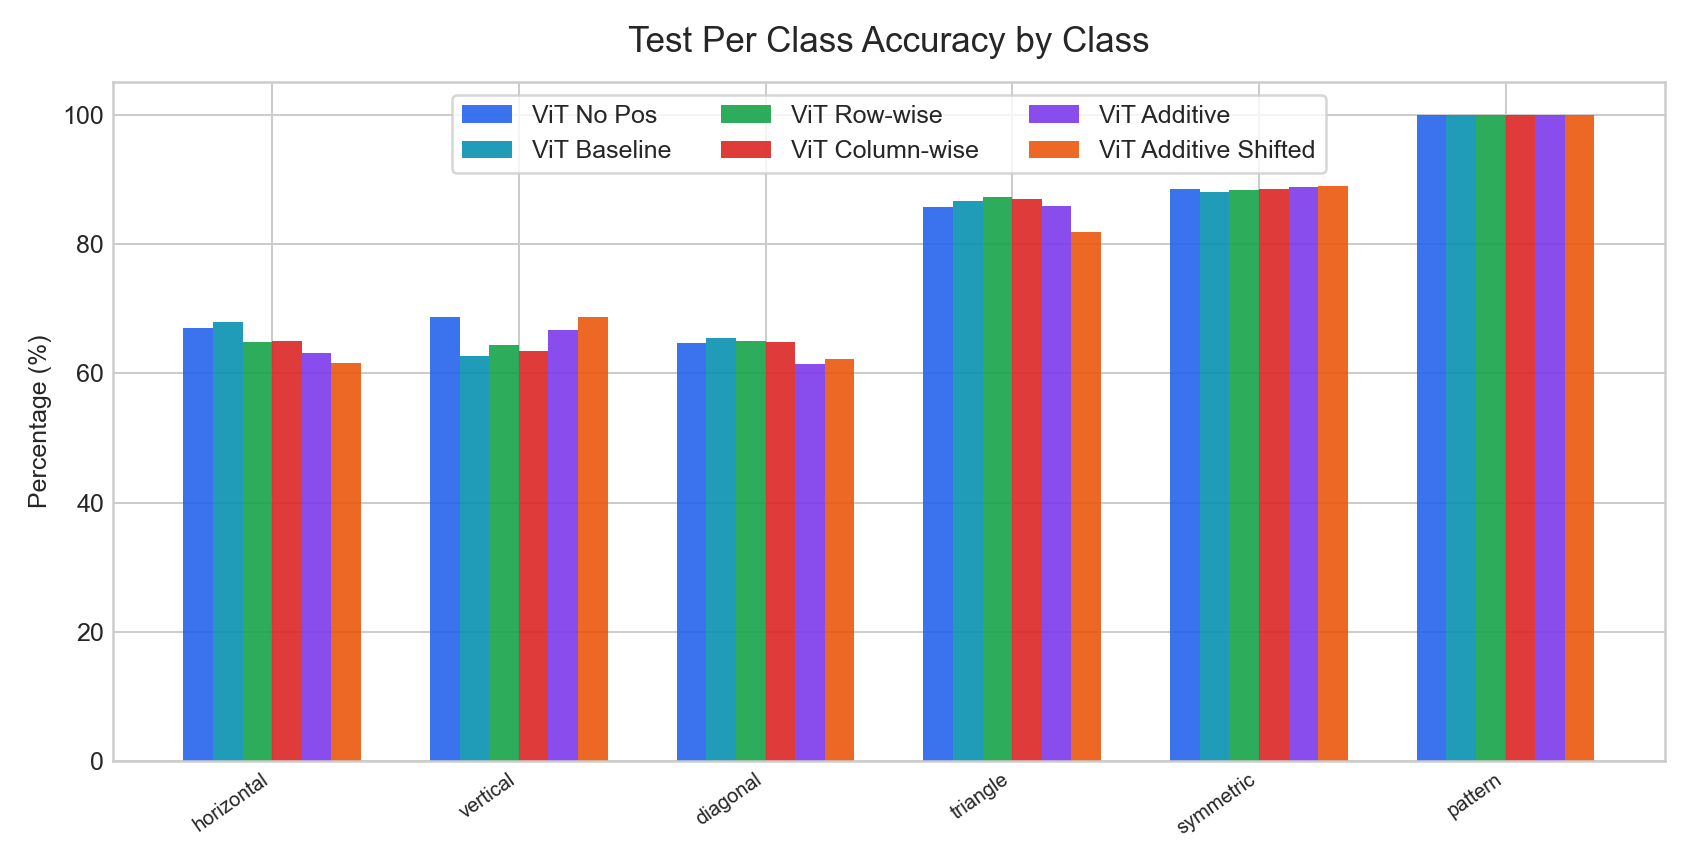 Test Per Class Accuracy by Class
ViT No Pos
ViT Baseline
ViT Row-wise
ViT Column-wise
ViT Additive
ViT Additive Shifted
Percentage (%)
100
80
60
40
20
0
horizontal
vertical
diagonal
triangle
symmetric
pattern